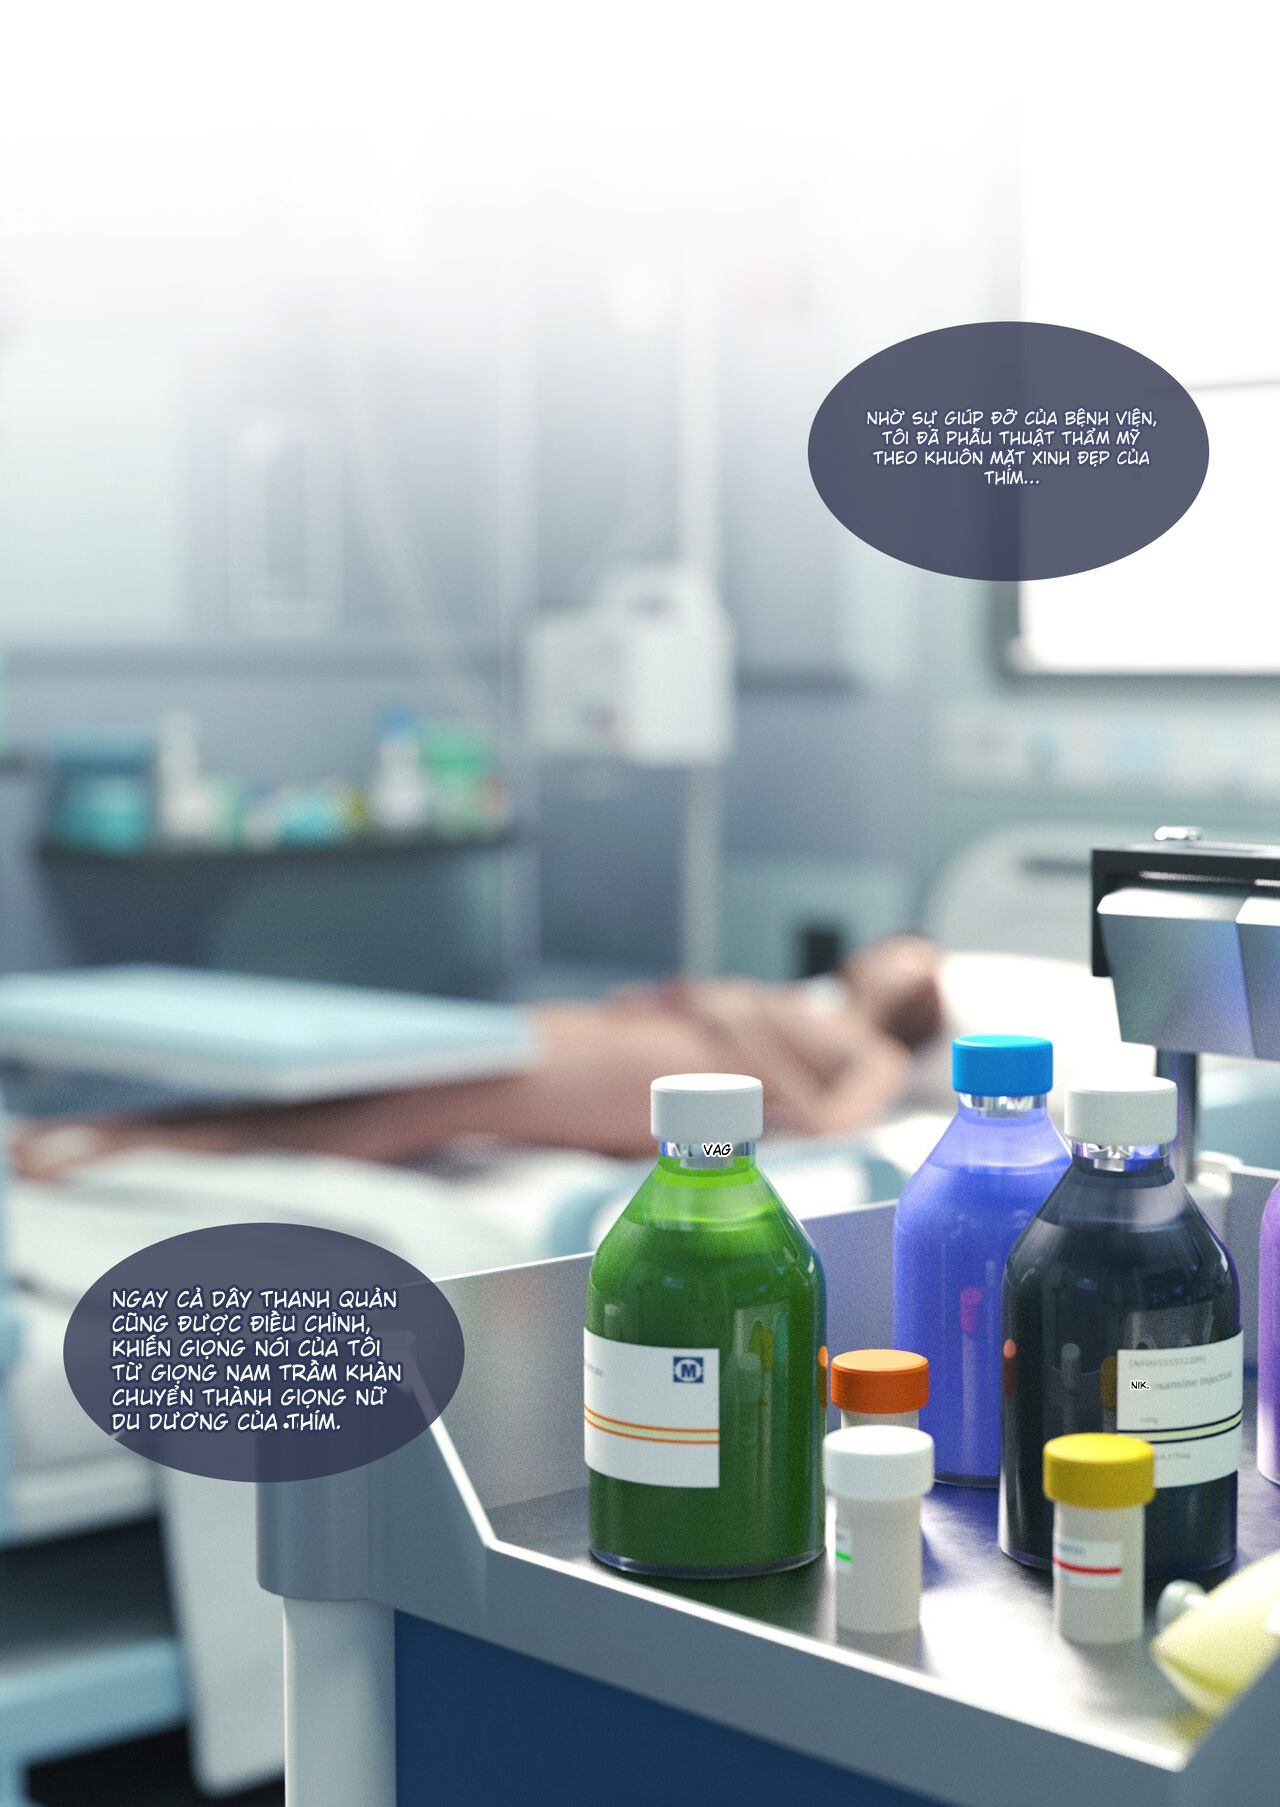 NHỜ SỰ GIÚP ĐỠ CỦA BỆNH VIỆN,
TÔI ĐÃ PHẪU THUẬT THẨM MỸ
THEO KHUÔN MẶT XINH ĐẸP CỦA
THÍM...
VAG
NGAY CẢ DÂY THANH QUẢN
CŨNG ĐƯỢC ĐIỀU CHỈNH,
KHIẾN GIỌNG NÓI CỦA TÔI
TỪ GIỌNG NAM TRẦM KHÀN
CHUYỂN THÀNH GIỌNG NỮ
DU DƯƠNG CỦA THÍM.
M
NIK.
injection